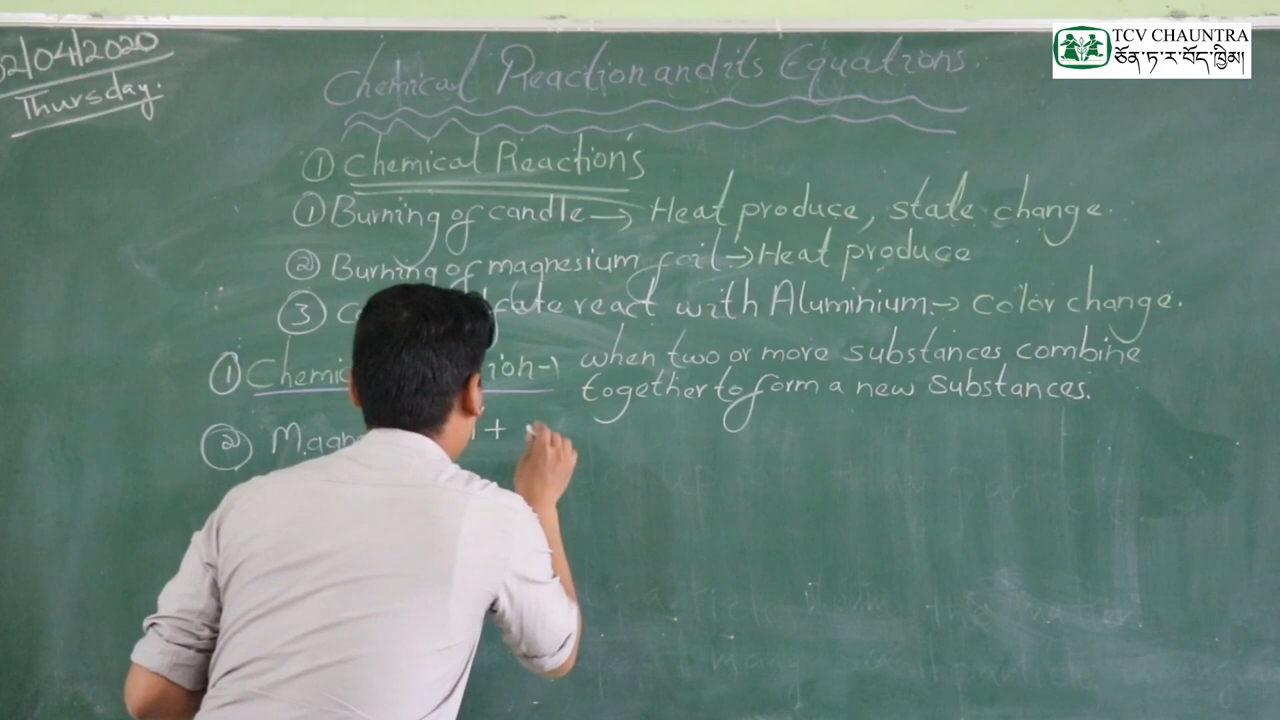 02/04/2020
Thursday.
TCV CHAUNTRA
ཅོན་ཏ་ར་བོད་ཁྱིམ།
Chemical Reaction and its Equations.
① Chemical Reaction's
① Burning of candle → Heat produce, state change.
② Burning of magnesium foil → Heat produce
③ react with Aluminium → Color change.
① → when two or more substances combine
together to form a new substances.
② +